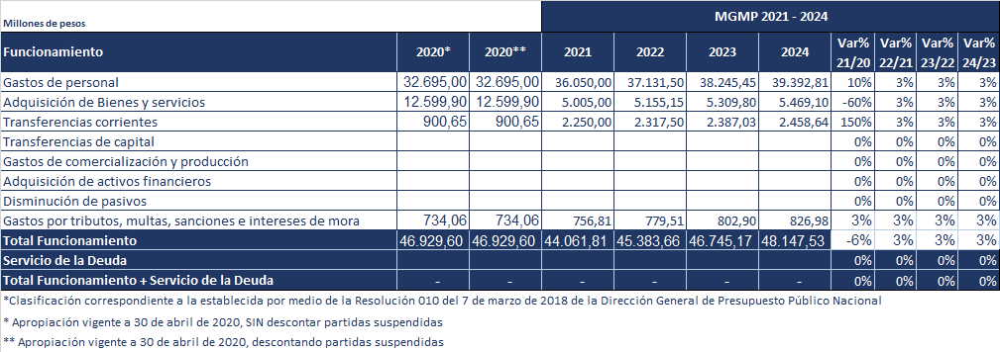 Millones de pesos MGMP 2021 - 2024
Funcionamiento 2020* 2020** 2021 2022 2023 2024 Var% 21/20 Var% 22/21 Var% 23/22 Var% 24/23
Gastos de personal 32.695,00 32.695,00 36.050,00 37.131,50 38.245,45 39.392,81 10% 3% 3% 3%
Adquisición de Bienes y servicios 12.599,90 12.599,90 5.005,00 5.155,15 5.309,80 5.469,10 -60% 3% 3% 3%
Transferencias corrientes 900,65 900,65 2.250,00 2.317,50 2.387,03 2.458,64 150% 3% 3% 3%
Transferencias de capital 0% 0% 0% 0%
Gastos de comercialización y producción 0% 0% 0% 0%
Adquisición de activos financieros 0% 0% 0% 0%
Disminución de pasivos 0% 0% 0% 0%
Gastos por tributos, multas, sanciones e intereses de mora 734,06 734,06 756,81 779,51 802,90 826,98 3% 3% 3% 3%
Total Funcionamiento 46.929,60 46.929,60 44.061,81 45.383,66 46.745,17 48.147,53 -6% 3% 3% 3%
Servicio de la Deuda 0% 0% 0% 0%
Total Funcionamiento + Servicio de la Deuda - - - - - - 0% 0% 0% 0%
*Clasificación correspondiente a la establecida por medio de la Resolución 010 del 7 de marzo de 2018 de la Dirección General de Presupuesto Público Nacional
* Apropiación vigente a 30 de abril de 2020, SIN descontar partidas suspendidas
** Apropiación vigente a 30 de abril de 2020, descontando partidas suspendidas